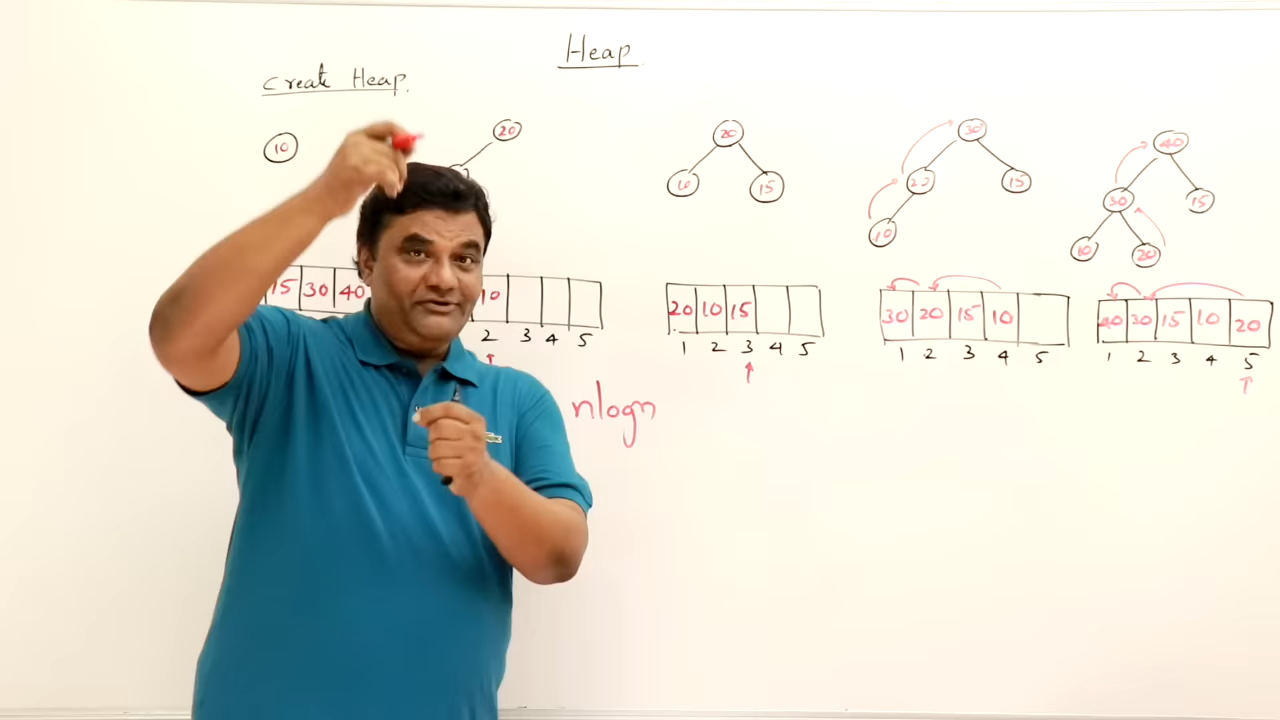 Heap
Create Heap.
10
20
20
10 15
30
22 15
10
40
30 15
10 20
15 30 40
10
2 3 4 5
20 10 15
1 2 3 4 5
30 20 15 10
1 2 3 4 5
40 30 15 10 20
1 2 3 4 5
nlogn